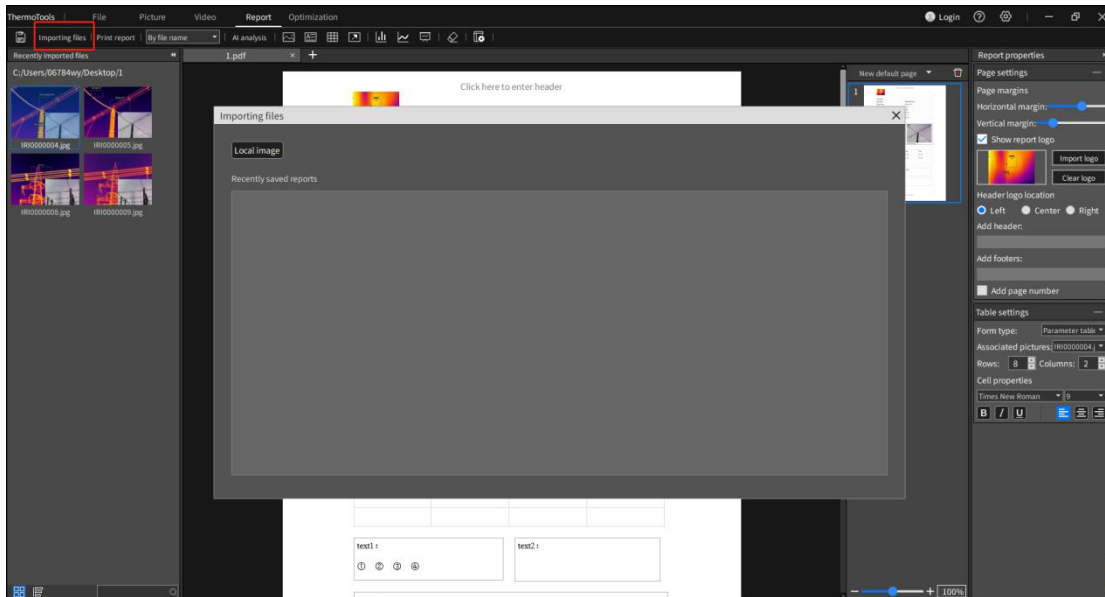 ThermoTools File Picture Video Report Optimization Login
Importing files Print report By file name AI analysis
Recently imported files 1.pdf Report properties
C:/Users/06784wy/Desktop/1
IRI0000004.jpg IRI0000005.jpg
IRI0000008.jpg IRI0000009.jpg
Click here to enter header
Importing files
Local image
Recently saved reports
text1:
① ② ③ ④
text2:
New default page
1
100%
Page settings
Page margins
Horizontal margin:
Vertical margin:
Show report logo
Import logo
Clear logo
Header logo location
Left Center Right
Add header:
Add footers:
Add page number
Table settings
Form type: Parameter table
Associated pictures: IRI0000004.j
Rows: 8 Columns: 2
Cell properties
Times New Roman 9
B I U